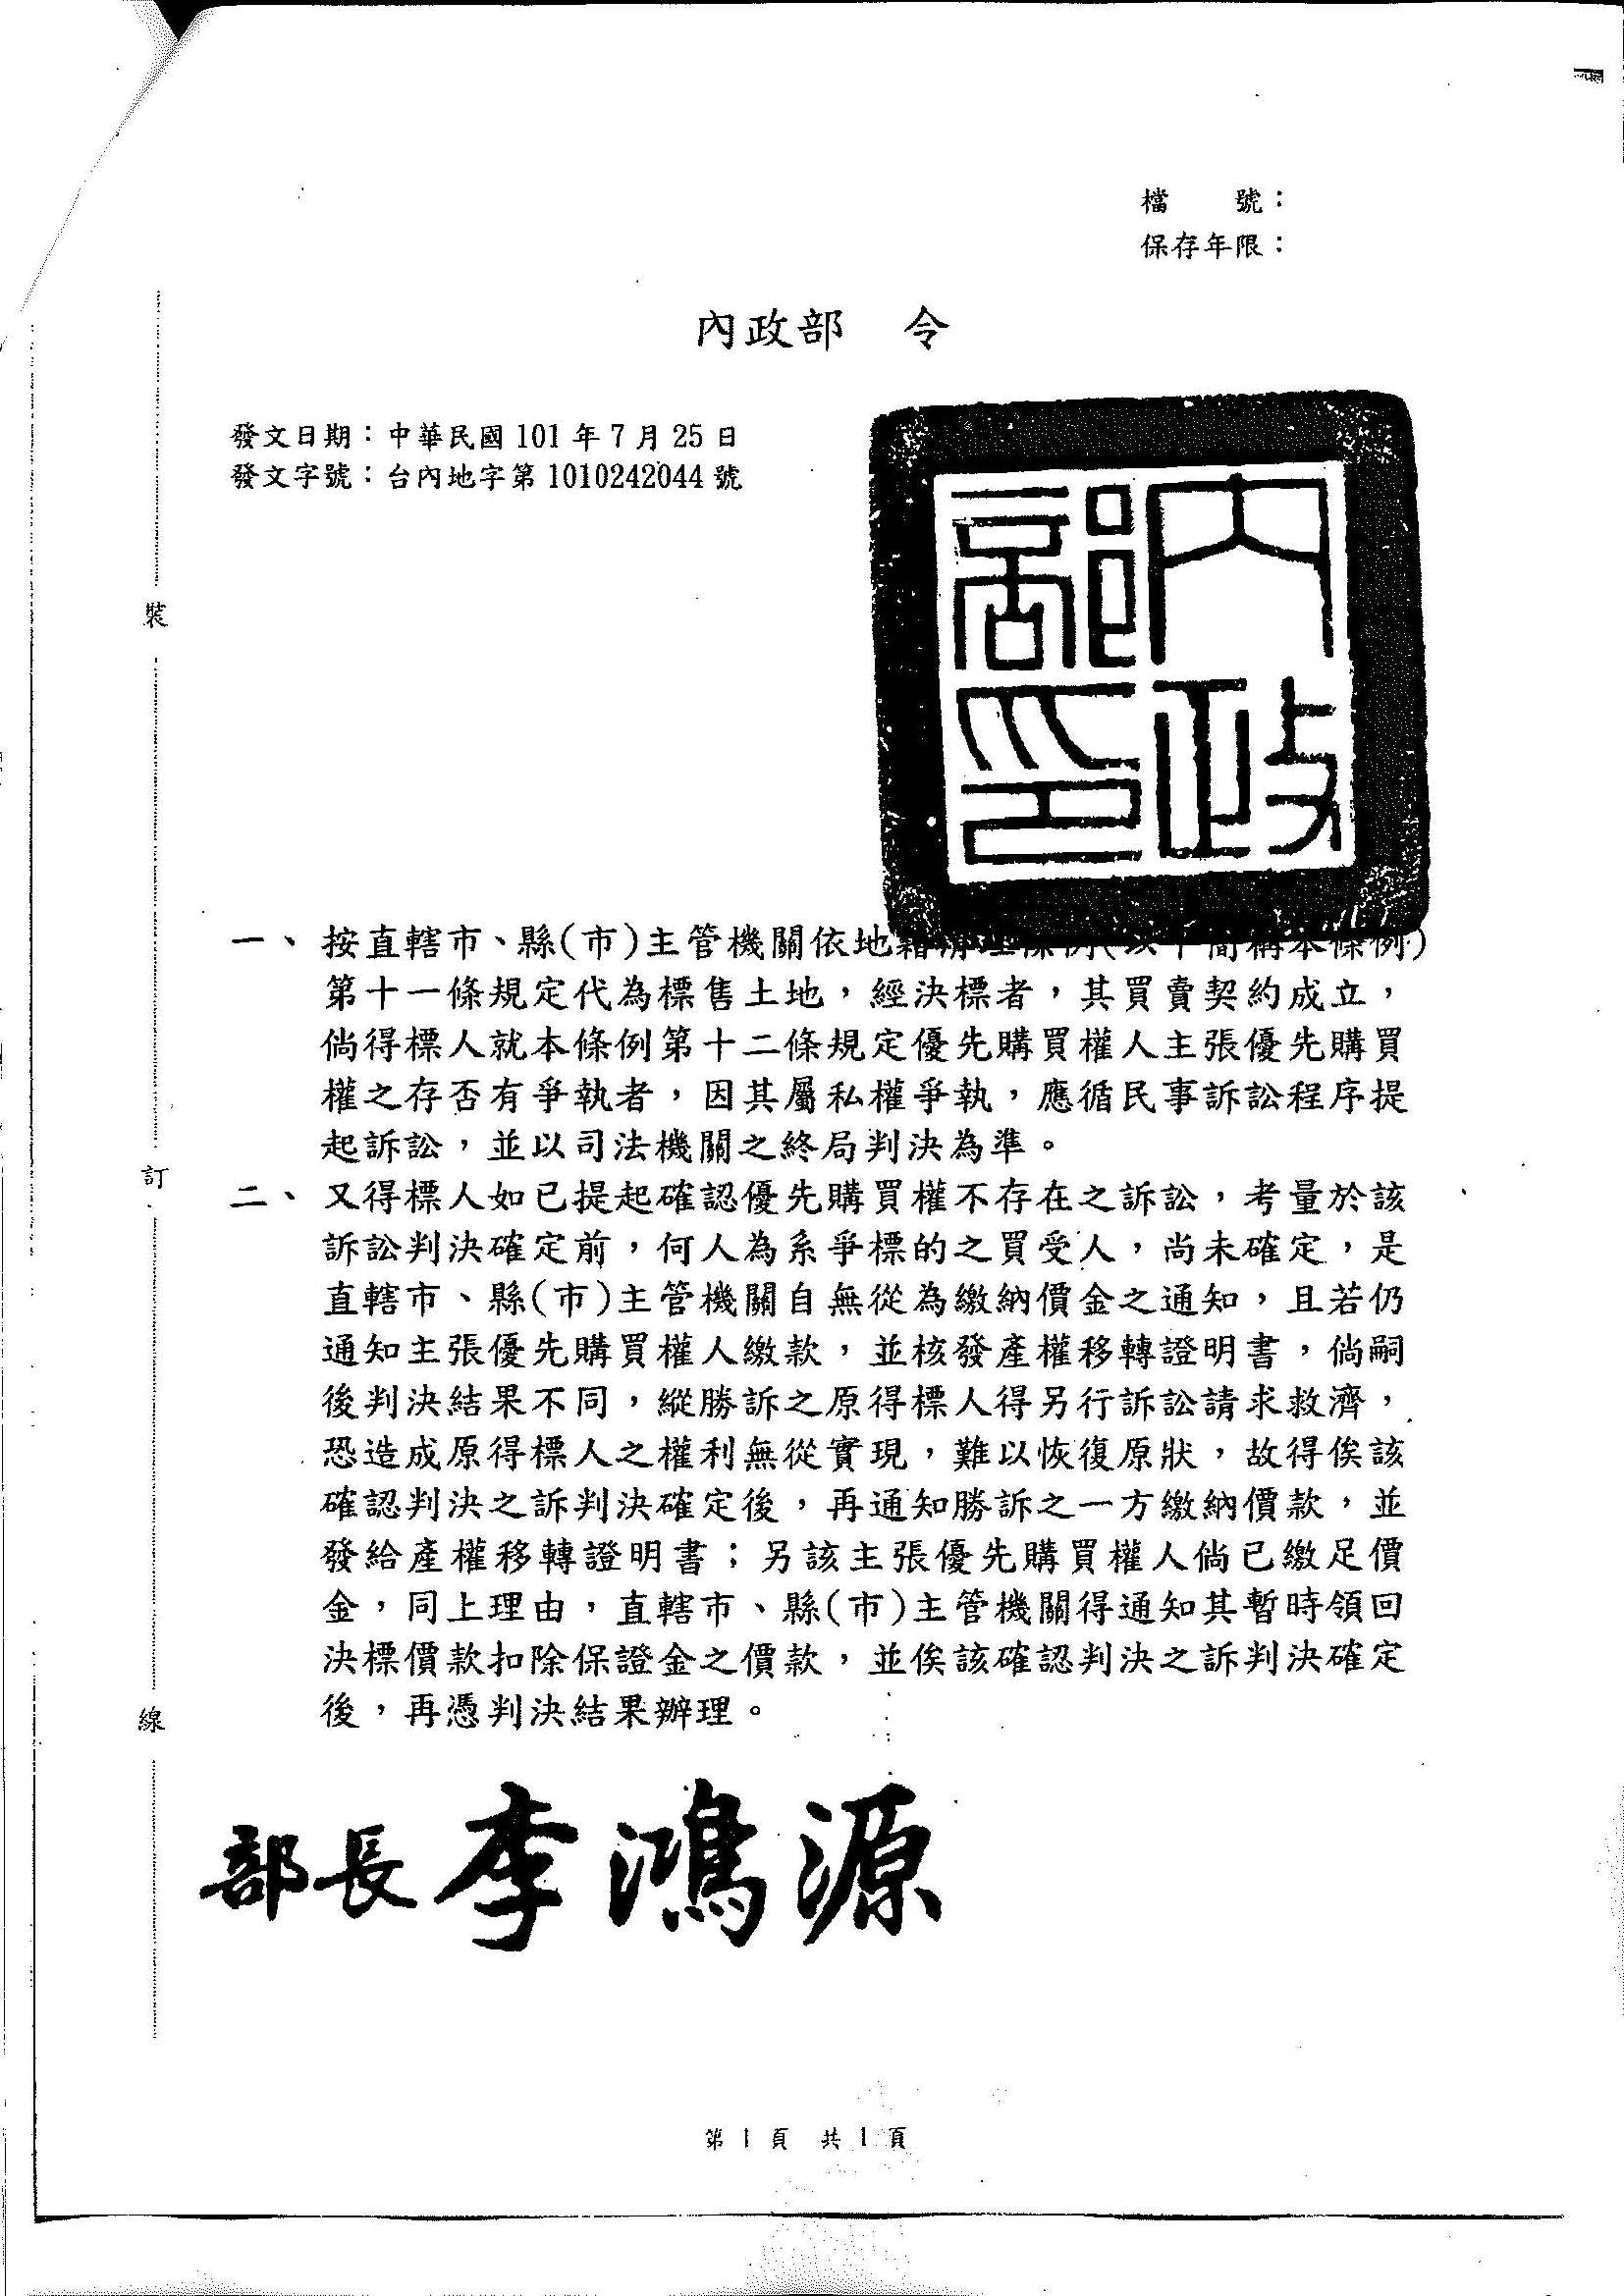 檔　　號：
保存年限：
內政部　令
發文日期：中華民國101年7月25日
發文字號：台內地字第1010242044號
內政部印
一、按直轄市、縣(市)主管機關依地籍清理條例(以下簡稱本條例)
第十一條規定代為標售土地，經決標者，其買賣契約成立，
倘得標人就本條例第十二條規定優先購買權人主張優先購買
權之存否有爭執者，因其屬私權爭執，應循民事訴訟程序提
起訴訟，並以司法機關之終局判決為準。
二、又得標人如已提起確認優先購買權不存在之訴訟，考量於該
訴訟判決確定前，何人為系爭標的之買受人，尚未確定，是
直轄市、縣(市)主管機關自無從為繳納價金之通知，且若仍
通知主張優先購買權人繳款，並核發產權移轉證明書，倘嗣
後判決結果不同，縱勝訴之原得標人得另行訴訟請求救濟，
恐造成原得標人之權利無從實現，難以恢復原狀，故得俟該
確認判決之訴判決確定後，再通知勝訴之一方繳納價款，並
發給產權移轉證明書；另該主張優先購買權人倘已繳足價
金，同上理由，直轄市、縣(市)主管機關得通知其暫時領回
決標價款扣除保證金之價款，並俟該確認判決之訴判決確定
後，再憑判決結果辦理。
部長 李鴻源
裝
訂
線
第1頁　共1頁